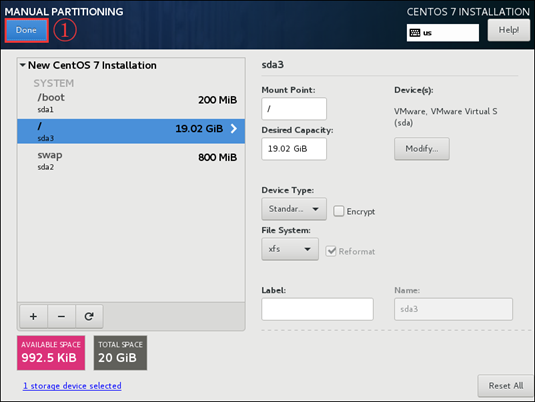 MANUAL PARTITIONING
CENTOS 7 INSTALLATION
Done
①
us
Help!
New CentOS 7 Installation
SYSTEM
/boot
200 MiB
sda1
/
19.02 GiB
sda3
swap
800 MiB
sda2
+ −
AVAILABLE SPACE
992.5 KiB
TOTAL SPACE
20 GiB
1 storage device selected
sda3
Mount Point:
/
Desired Capacity:
19.02 GiB
Device(s):
VMware, VMware Virtual S
(sda)
Modify...
Device Type:
Standar...
Encrypt
File System:
xfs
Reformat
Label:
Name:
sda3
Reset All